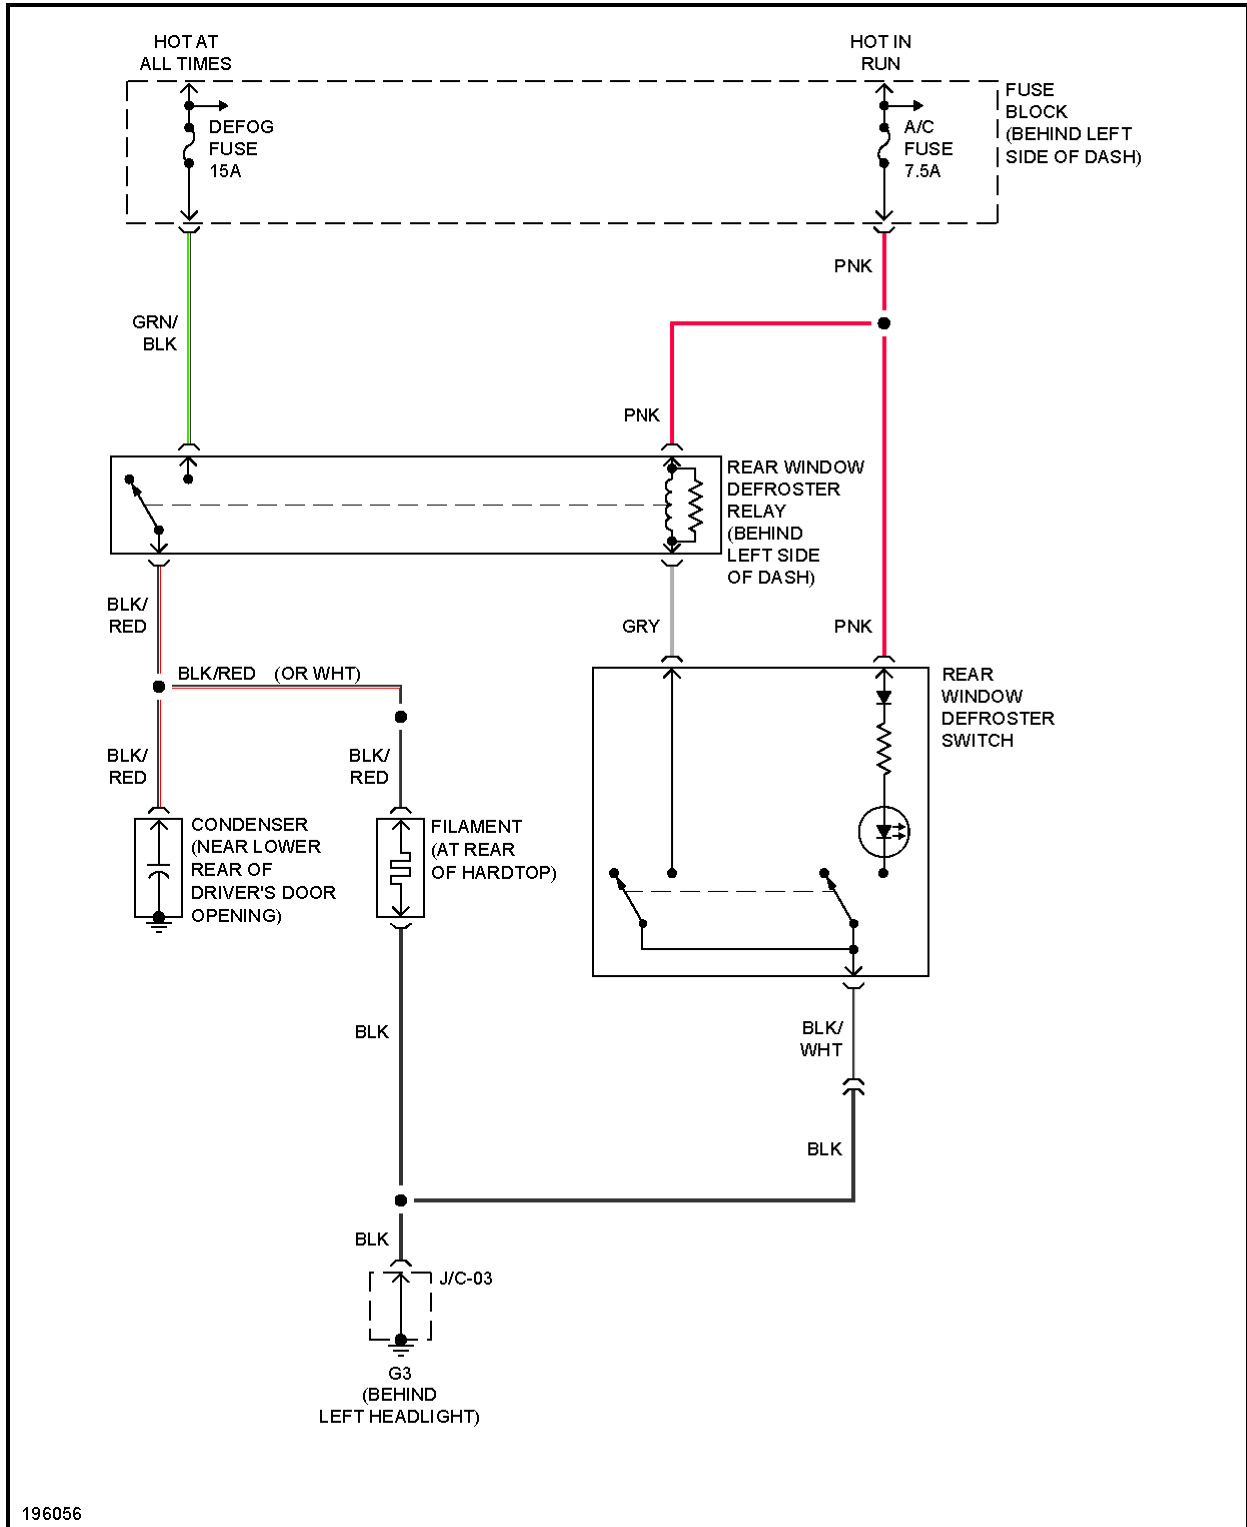 HOT AT
ALL TIMES
HOT IN
RUN
FUSE
BLOCK
(BEHIND LEFT
SIDE OF DASH)
DEFOG
FUSE
15A
A/C
FUSE
7.5A
PNK
GRN/
BLK
PNK
REAR WINDOW
DEFROSTER
RELAY
(BEHIND
LEFT SIDE
OF DASH)
BLK/
RED
GRY
PNK
BLK/RED (OR WHT)
REAR
WINDOW
DEFROSTER
SWITCH
BLK/
RED
BLK/
RED
CONDENSER
(NEAR LOWER
REAR OF
DRIVER'S DOOR
OPENING)
FILAMENT
(AT REAR
OF HARDTOP)
BLK
BLK/
WHT
BLK
BLK
J/C-03
G3
(BEHIND
LEFT HEADLIGHT)
196056